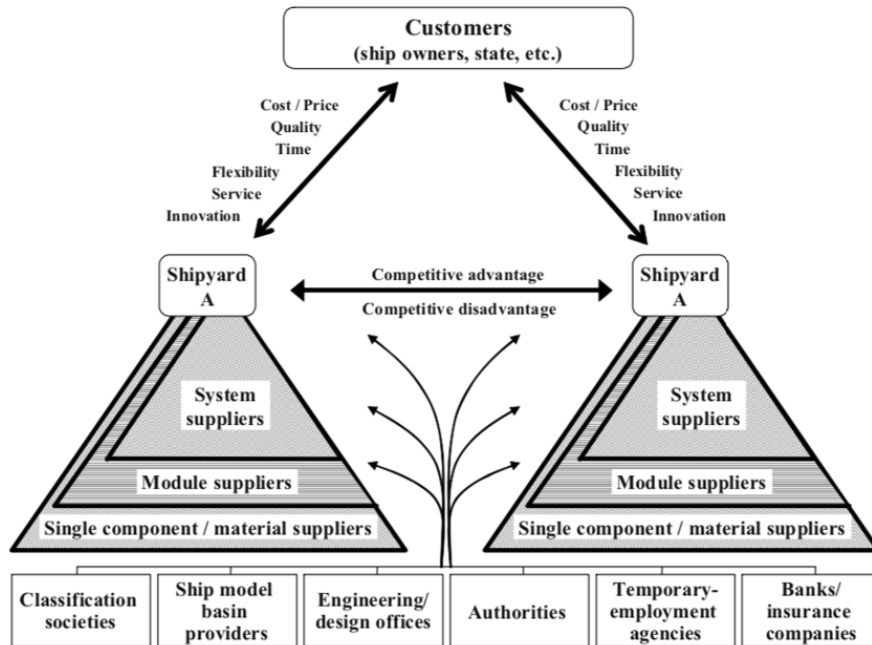 Customers
(ship owners, state, etc.)
Cost / Price
Quality
Time
Flexibility
Service
Innovation
Cost / Price
Quality
Time
Flexibility
Service
Innovation
Shipyard
A
Competitive advantage
Competitive disadvantage
Shipyard
A
System
suppliers
Module suppliers
Single component / material suppliers
System
suppliers
Module suppliers
Single component / material suppliers
Classification
societies
Ship model
basin
providers
Engineering/
design offices
Authorities
Temporary-
employment
agencies
Banks/
insurance
companies